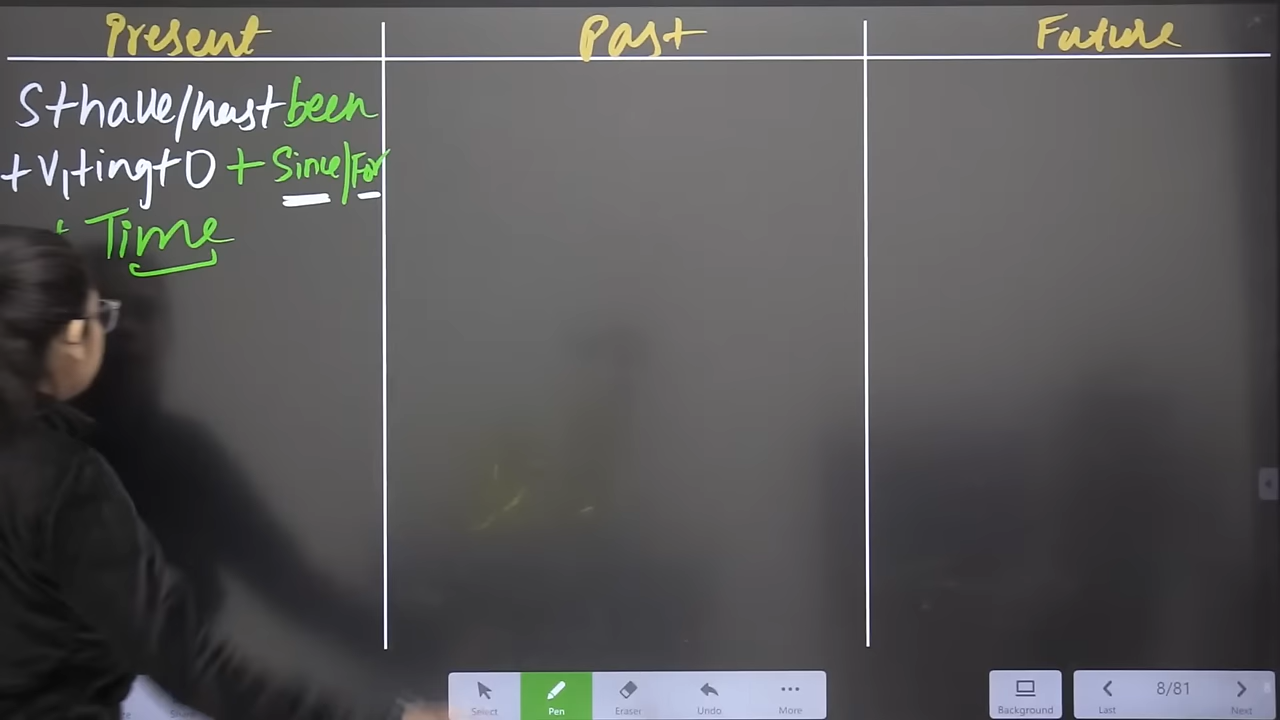 Present Past Future
S+have/has+been
+V1+ing+O + Since/For
+ Time
Select Pen Eraser Undo More Background Last 8/81 Next